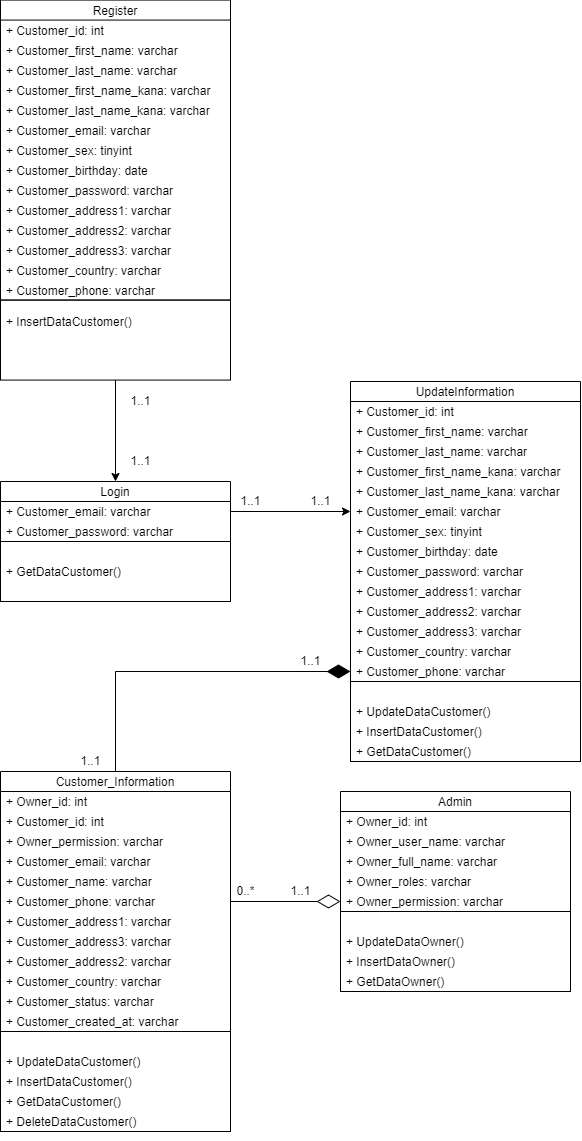 Register
+ Customer_id: int
+ Customer_first_name: varchar
+ Customer_last_name: varchar
+ Customer_first_name_kana: varchar
+ Customer_last_name_kana: varchar
+ Customer_email: varchar
+ Customer_sex: tinyint
+ Customer_birthday: date
+ Customer_password: varchar
+ Customer_address1: varchar
+ Customer_address2: varchar
+ Customer_address3: varchar
+ Customer_country: varchar
+ Customer_phone: varchar
+ InsertDataCustomer()
1..1
1..1
Login
+ Customer_email: varchar
+ Customer_password: varchar
+ GetDataCustomer()
1..1
1..1
UpdateInformation
+ Customer_id: int
+ Customer_first_name: varchar
+ Customer_last_name: varchar
+ Customer_first_name_kana: varchar
+ Customer_last_name_kana: varchar
+ Customer_email: varchar
+ Customer_sex: tinyint
+ Customer_birthday: date
+ Customer_password: varchar
+ Customer_address1: varchar
+ Customer_address2: varchar
+ Customer_address3: varchar
+ Customer_country: varchar
+ Customer_phone: varchar
+ UpdateDataCustomer()
+ InsertDataCustomer()
+ GetDataCustomer()
1..1
1..1
Customer_Information
+ Owner_id: int
+ Customer_id: int
+ Owner_permission: varchar
+ Customer_email: varchar
+ Customer_name: varchar
+ Customer_phone: varchar
+ Customer_address1: varchar
+ Customer_address3: varchar
+ Customer_address2: varchar
+ Customer_country: varchar
+ Customer_status: varchar
+ Customer_created_at: varchar
+ UpdateDataCustomer()
+ InsertDataCustomer()
+ GetDataCustomer()
+ DeleteDataCustomer()
0..*
1..1
Admin
+ Owner_id: int
+ Owner_user_name: varchar
+ Owner_full_name: varchar
+ Owner_roles: varchar
+ Owner_permission: varchar
+ UpdateDataOwner()
+ InsertDataOwner()
+ GetDataOwner()